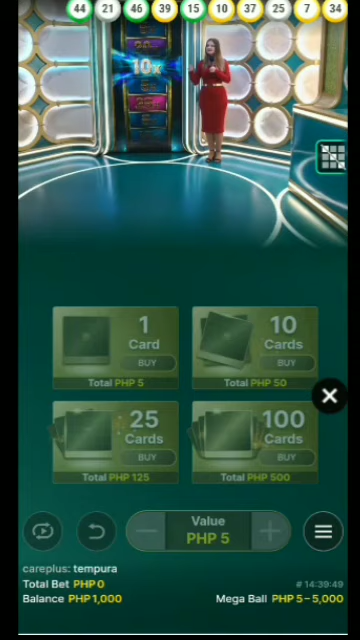 44 21 46 39 15 10 37 25 7 34
10x
1
Card
BUY
Total PHP 5
10
Cards
BUY
Total PHP 50
25
Cards
BUY
Total PHP 125
100
Cards
BUY
Total PHP 500
Value
PHP 5
careplus: tempura
Total Bet PHP 0
# 14:39:49
Balance PHP 1,000
Mega Ball PHP 5 – 5,000